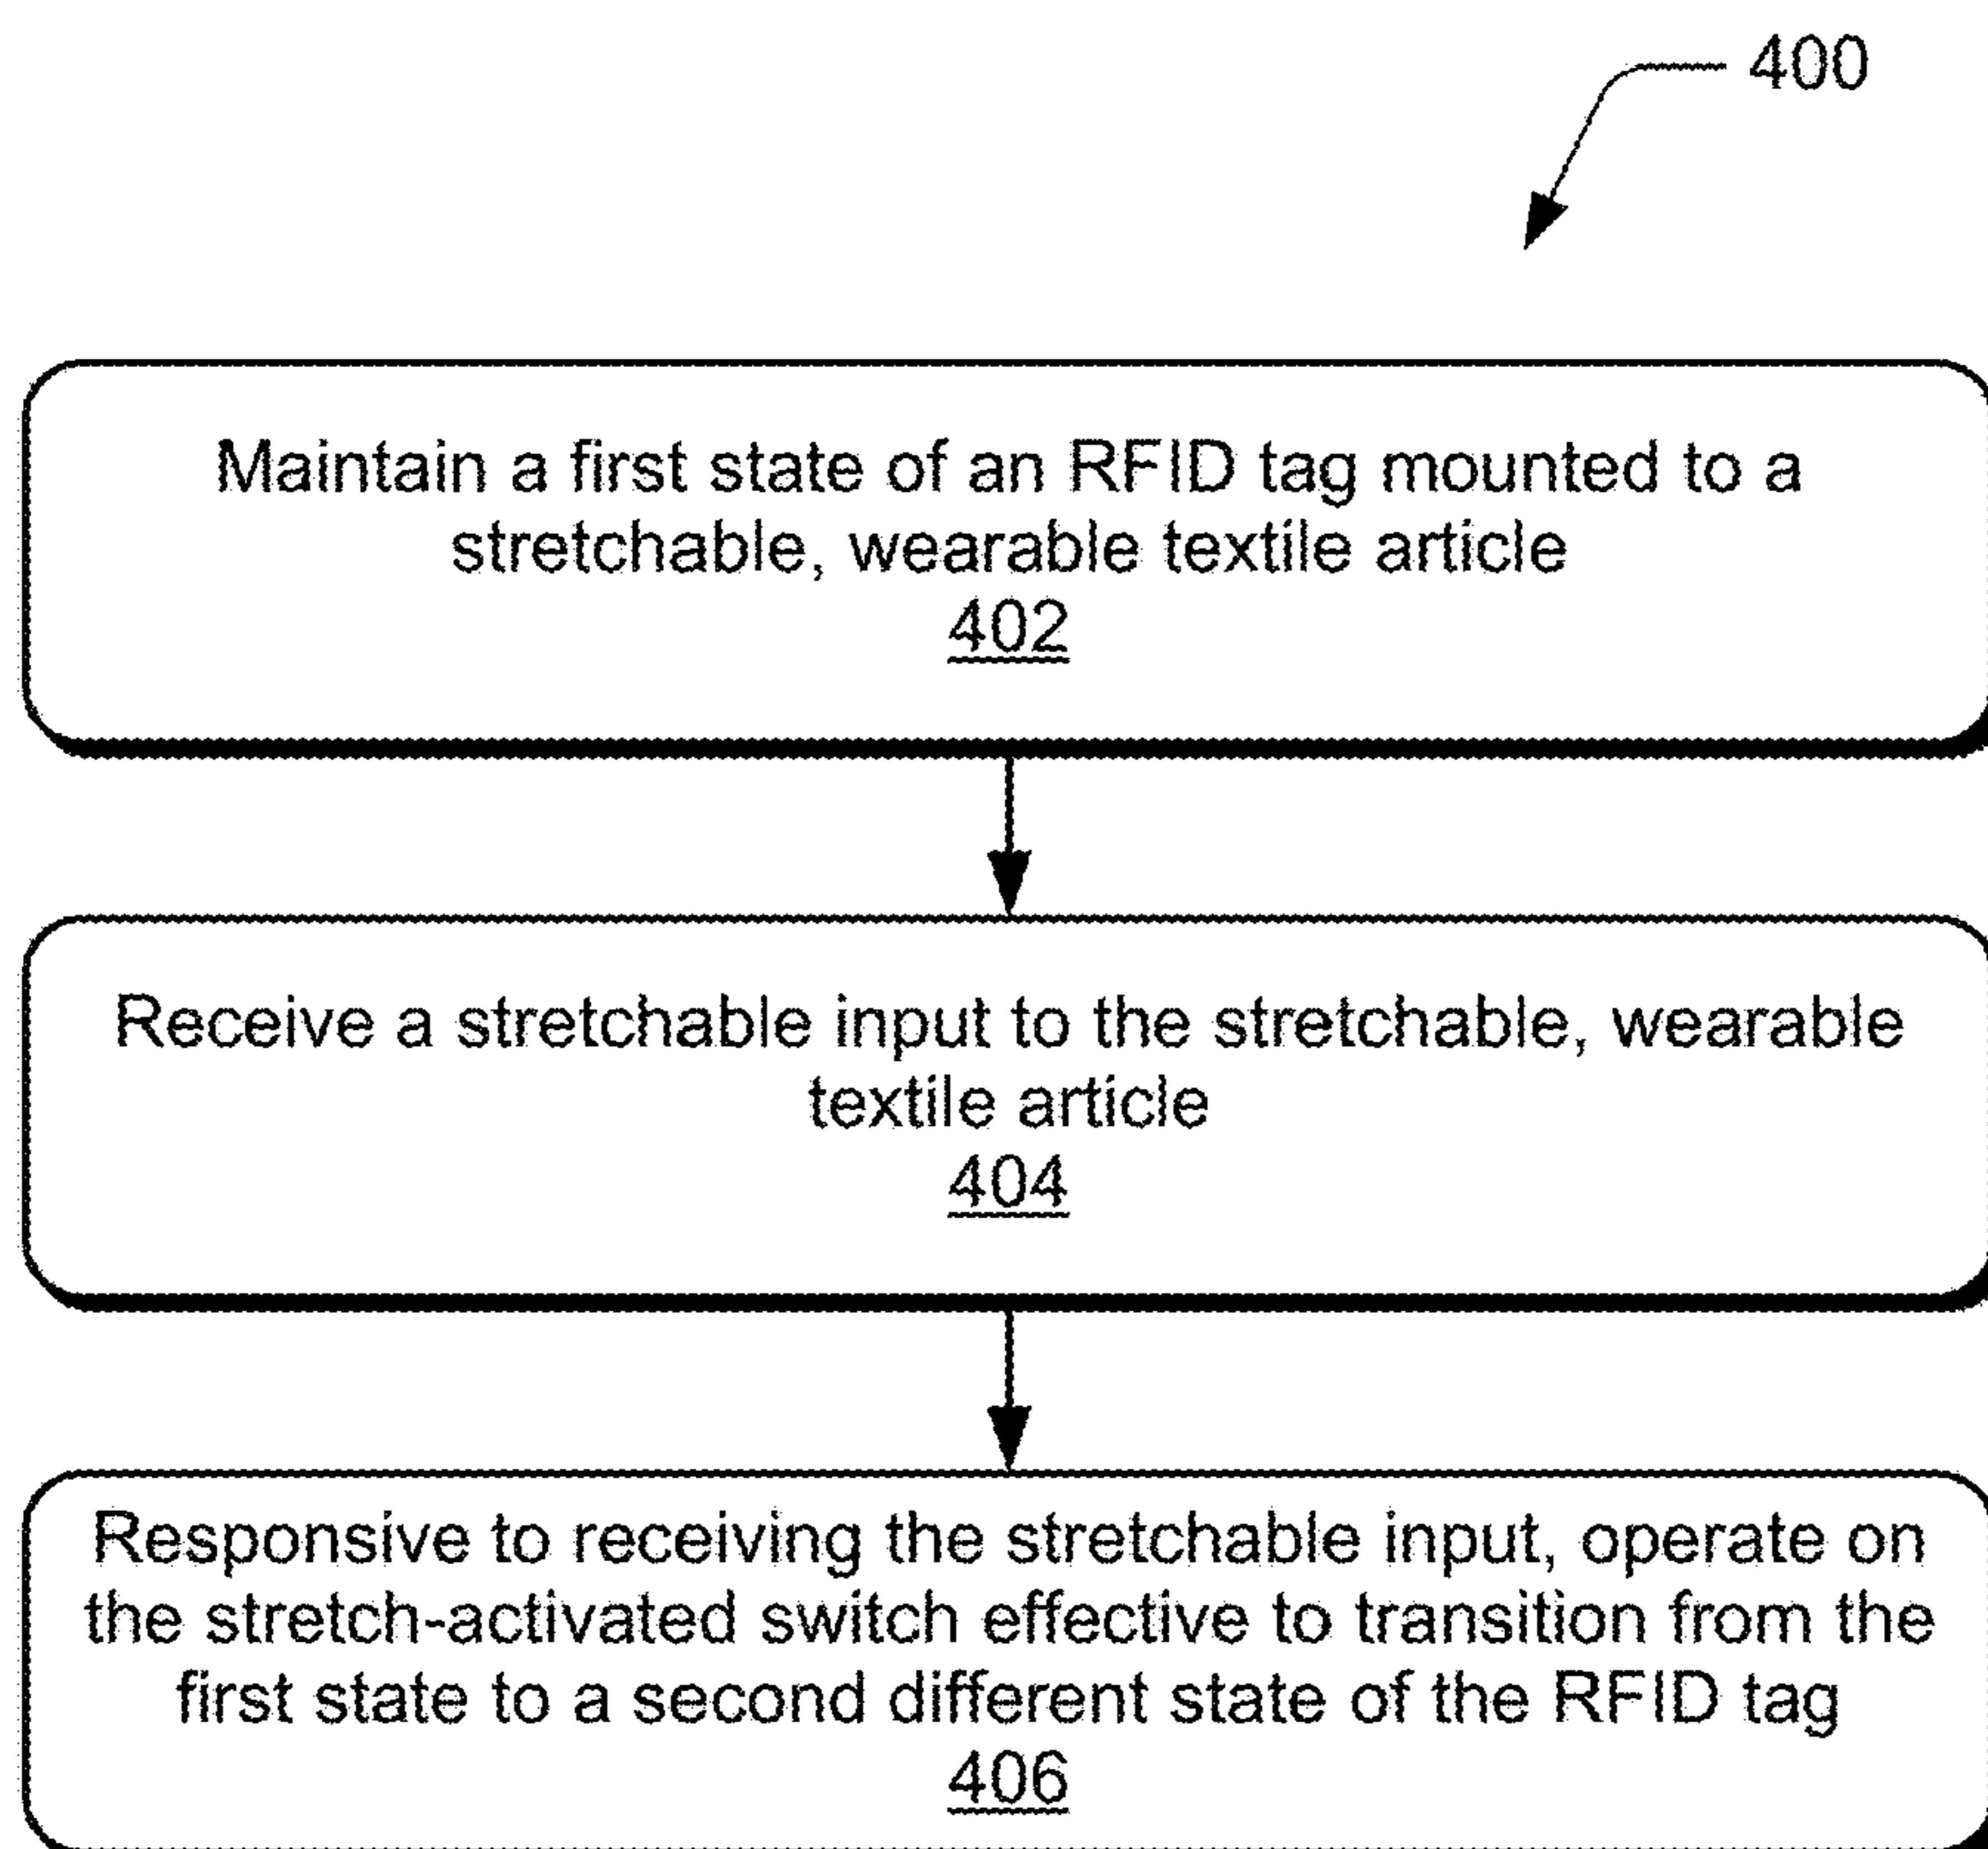 400
Maintain a first state of an RFID tag mounted to a
stretchable, wearable textile article
402
Receive a stretchable input to the stretchable, wearable
textile article
404
Responsive to receiving the stretchable input, operate on
the stretch-activated switch effective to transition from the
first state to a second different state of the RFID tag
406